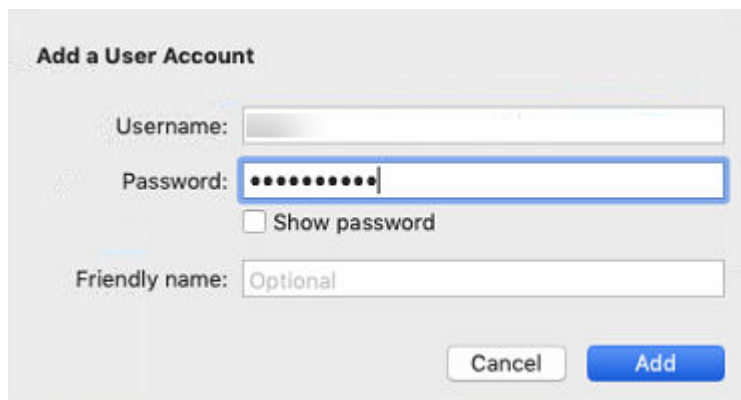 Add a User Account
Username:
Password: ••••••••••
Show password
Friendly name: Optional
Cancel Add